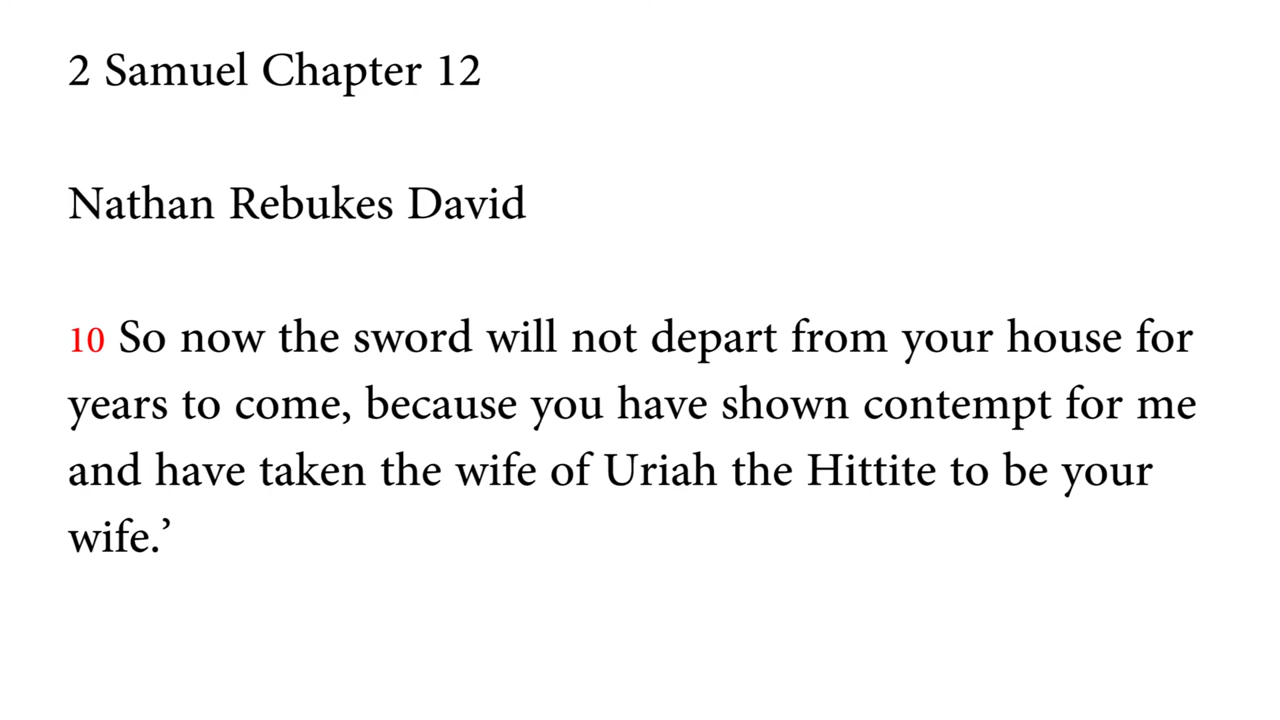 2 Samuel Chapter 12
Nathan Rebukes David
10 So now the sword will not depart from your house for
years to come, because you have shown contempt for me
and have taken the wife of Uriah the Hittite to be your
wife.’